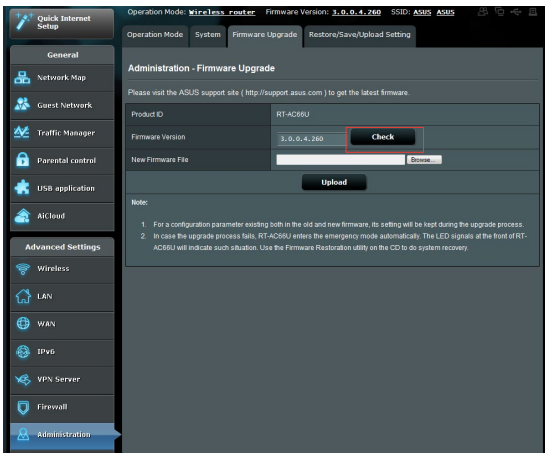 Quick Internet
Setup
Operation Mode: Wireless router Firmware Version: 3.0.0.4.260 SSID: ASUS ASUS
Operation Mode System Firmware Upgrade Restore/Save/Upload Setting
General
Network Map
Guest Network
Traffic Manager
Parental control
USB application
AiCloud
Advanced Settings
Wireless
LAN
WAN
IPv6
VPN Server
Firewall
Administration
Administration - Firmware Upgrade
Please visit the ASUS support site ( http://support.asus.com ) to get the latest firmware.
Product ID RT-AC66U
Firmware Version 3.0.0.4.260 Check
New Firmware File Browse...
Upload
Note:
1. For a configuration parameter existing both in the old and new firmware, its setting will be kept during the upgrade process.
2. In case the upgrade process fails, RT-AC66U enters the emergency mode automatically. The LED signals at the front of RT-
AC66U will indicate such situation. Use the Firmware Restoration utility on the CD to do system recovery.